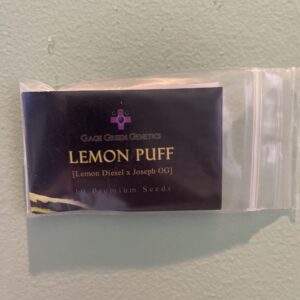 GAGE GREEN GENETICS
LEMON PUFF
[Lemon Diesel x Joseph OG]
10 Premium Seeds